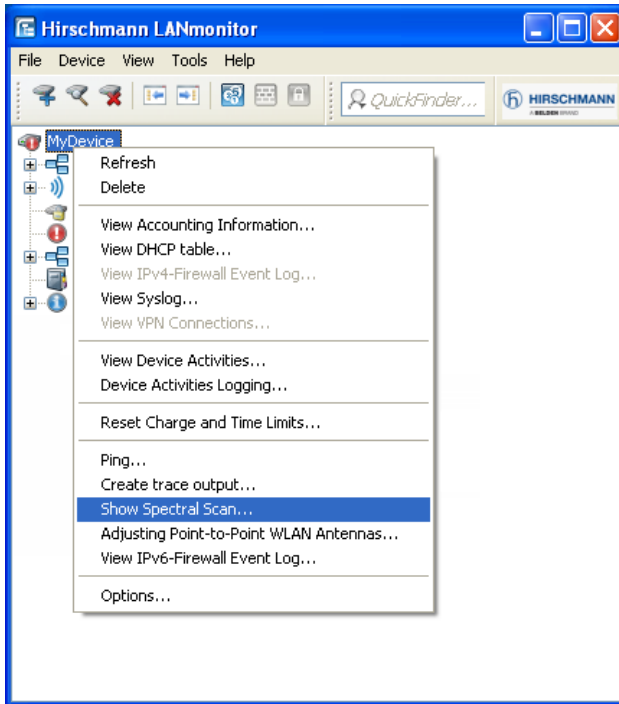 Hirschmann LANmonitor
File Device View Tools Help
QuickFinder...
HIRSCHMANN
A BELDEN BRAND
MyDevice
Refresh
Delete
View Accounting Information...
View DHCP table...
View IPv4-Firewall Event Log...
View Syslog...
View VPN Connections...
View Device Activities...
Device Activities Logging...
Reset Charge and Time Limits...
Ping...
Create trace output...
Show Spectral Scan...
Adjusting Point-to-Point WLAN Antennas...
View IPv6-Firewall Event Log...
Options...